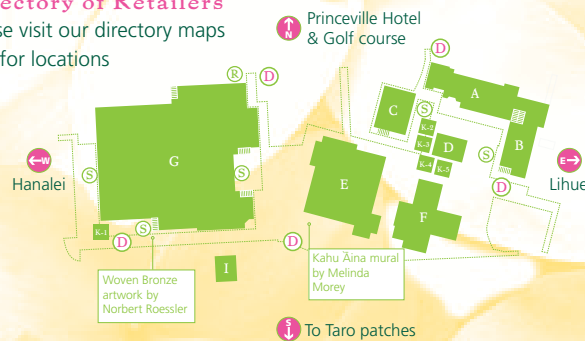 ectory of Retailers
se visit our directory maps
for locations
N
Princeville Hotel
& Golf course
W
Hanalei
E
Lihue
R
D
D
A
C
S
K-2
K-3
D
K-4
K-5
B
S
D
G
S
S
E
F
K-1
D
S
D
I
Woven Bronze
artwork by
Norbert Roessler
Kahu Āina mural
by Melinda
Morey
S
To Taro patches